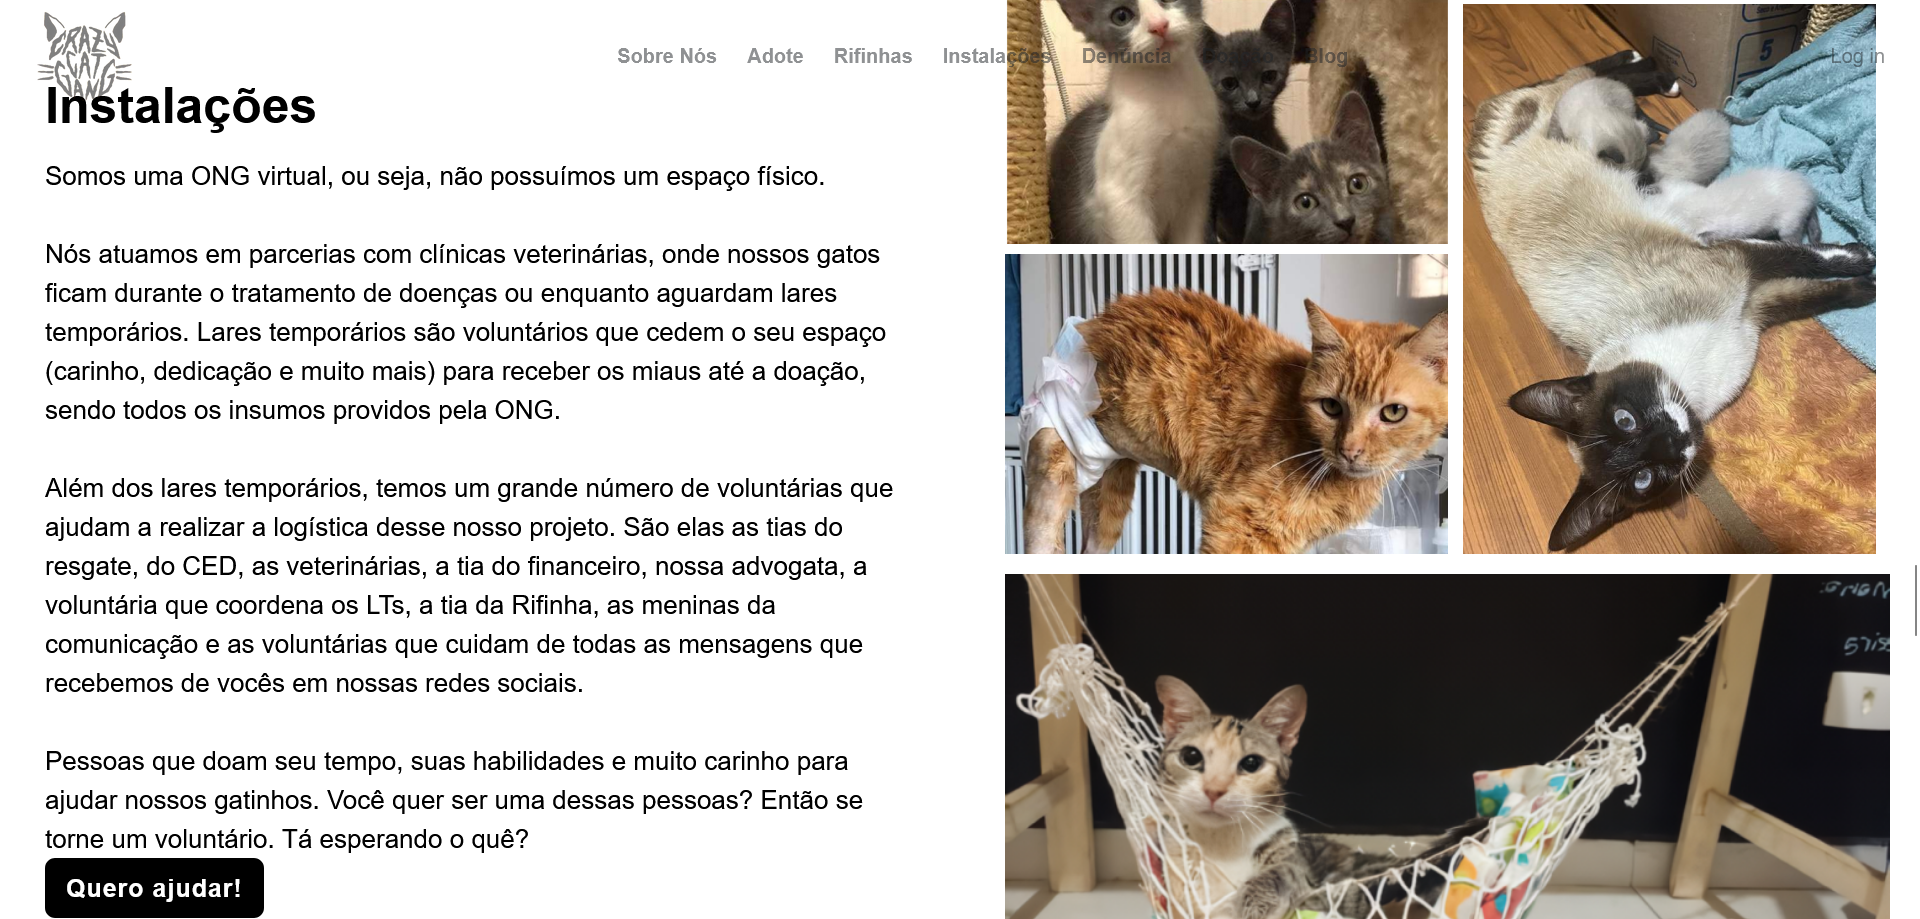 CRAZY
CAT
GANG
Sobre Nós
Adote
Rifinhas
Instalações
Denúncia
Blog
Log in
Instalações
Somos uma ONG virtual, ou seja, não possuímos um espaço físico.
Nós atuamos em parcerias com clínicas veterinárias, onde nossos gatos
ficam durante o tratamento de doenças ou enquanto aguardam lares
temporários. Lares temporários são voluntários que cedem o seu espaço
(carinho, dedicação e muito mais) para receber os miaus até a doação,
sendo todos os insumos providos pela ONG.
Além dos lares temporários, temos um grande número de voluntárias que
ajudam a realizar a logística desse nosso projeto. São elas as tias do
resgate, do CED, as veterinárias, a tia do financeiro, nossa advogata, a
voluntária que coordena os LTs, a tia da Rifinha, as meninas da
comunicação e as voluntárias que cuidam de todas as mensagens que
recebemos de vocês em nossas redes sociais.
Pessoas que doam seu tempo, suas habilidades e muito carinho para
ajudar nossos gatinhos. Você quer ser uma dessas pessoas? Então se
torne um voluntário. Tá esperando o quê?
Quero ajudar!
5